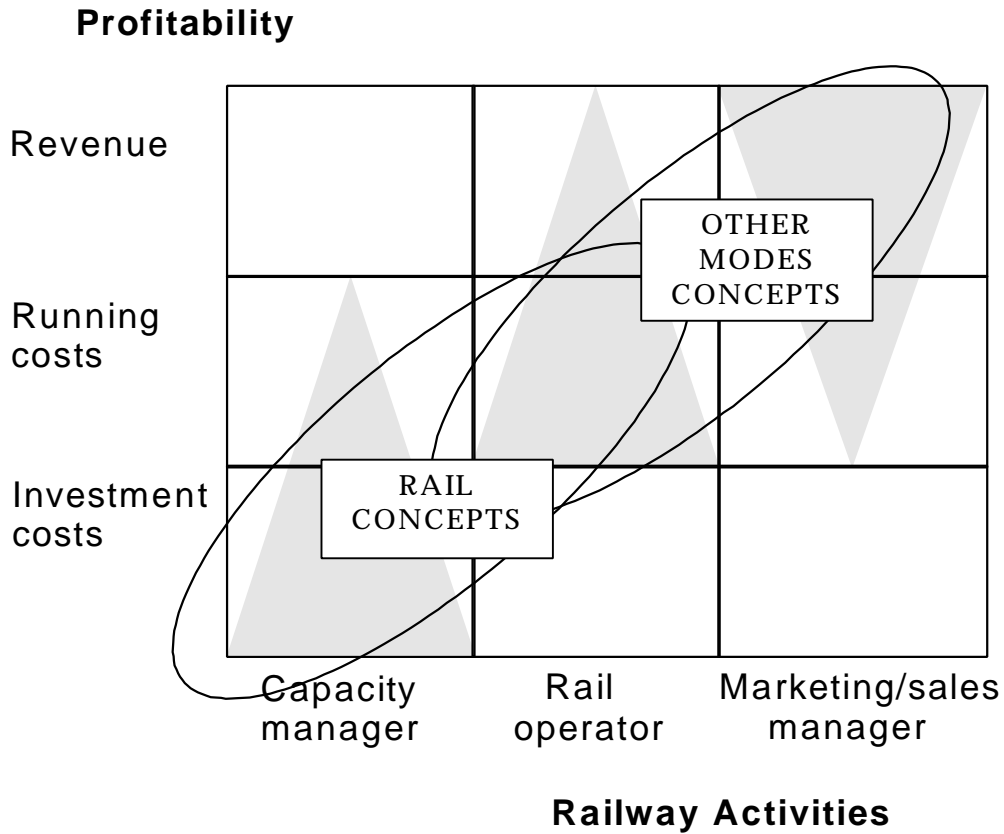 Profitability
Revenue
OTHER
MODES
CONCEPTS
Running
costs
RAIL
CONCEPTS
Investment
costs
Capacity
manager
Rail
operator
Marketing/sales
manager
Railway Activities